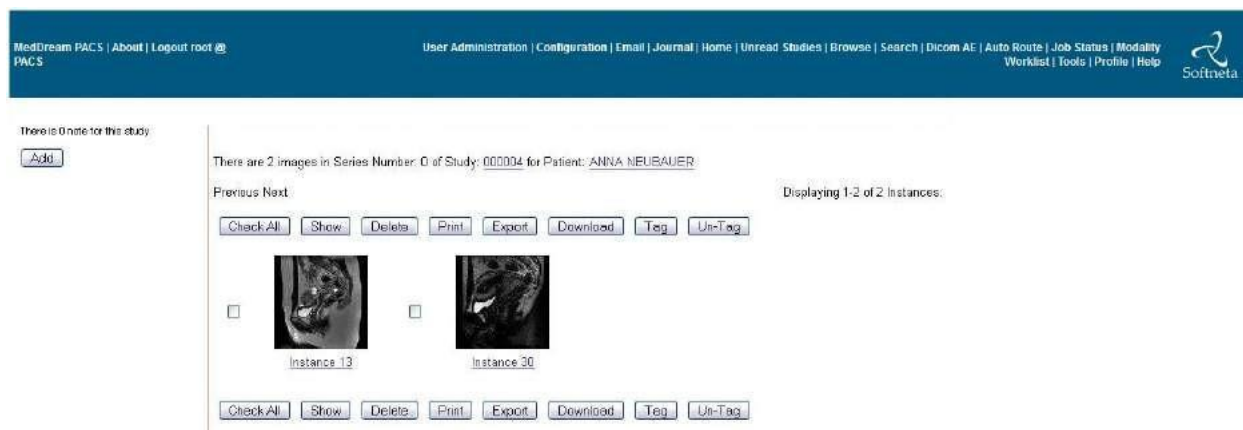 MedDream PACS | About | Logout root @
PACS
User Administration | Configuration | Email | Journal | Home | Unread Studies | Browse | Search | Dicom AE | Auto Route | Job Status | Modality
Worklist | Tools | Profile | Help
Softneta
There is 0 note for this study
Add
There are 2 images in Series Number: 0 of Study: 000004 for Patient: ANNA NEUBAUER
Previous Next
Displaying 1-2 of 2 Instances:
Check All Show Delete Print Export Download Tag Un-Tag
Instance 13
Instance 30
Check All Show Delete Print Export Download Tag Un-Tag